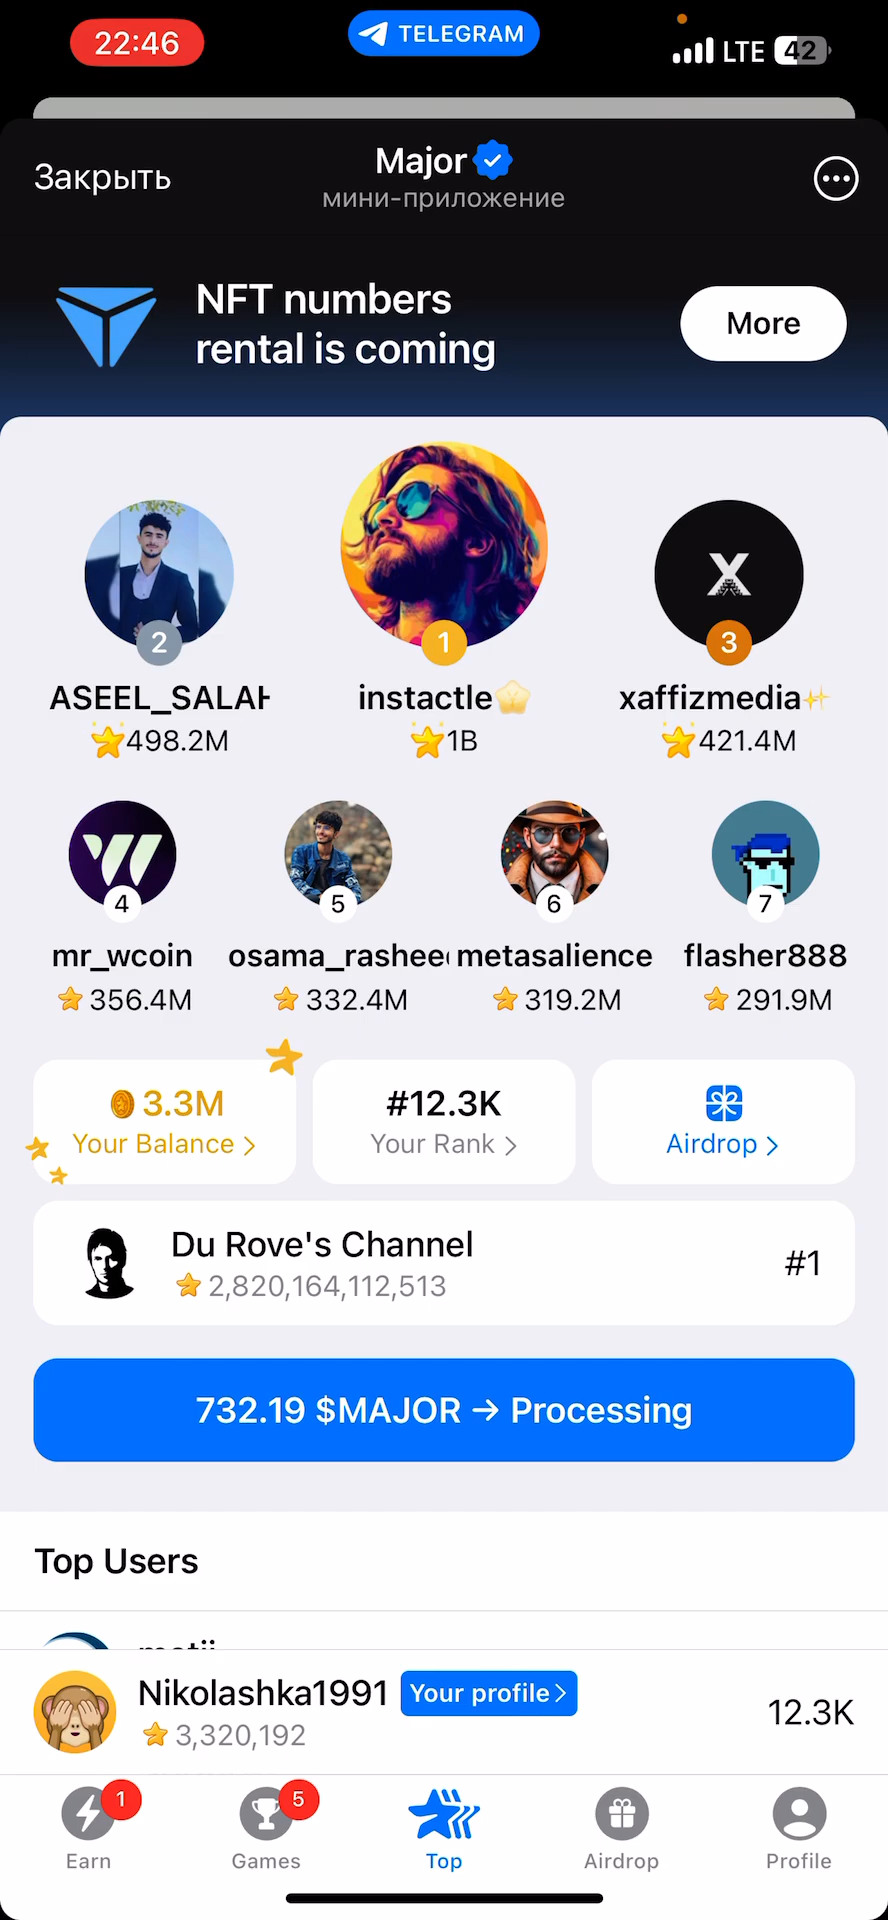 22:46
TELEGRAM
LTE
42
Закрыть
Major
мини-приложение
NFT numbers
rental is coming
More
2
1
3
ASEEL_SALAH
instactle
xaffizmedia
498.2M
1B
421.4M
4
5
6
7
mr_wcoin
osama_rashee
metasalience
flasher888
356.4M
332.4M
319.2M
291.9M
3.3M
#12.3K
Your Balance >
Your Rank >
Airdrop >
Du Rove's Channel
#1
2,820,164,112,513
732.19 $MAJOR → Processing
Top Users
Nikolashka1991
Your profile >
3,320,192
12.3K
1
5
Earn
Games
Top
Airdrop
Profile